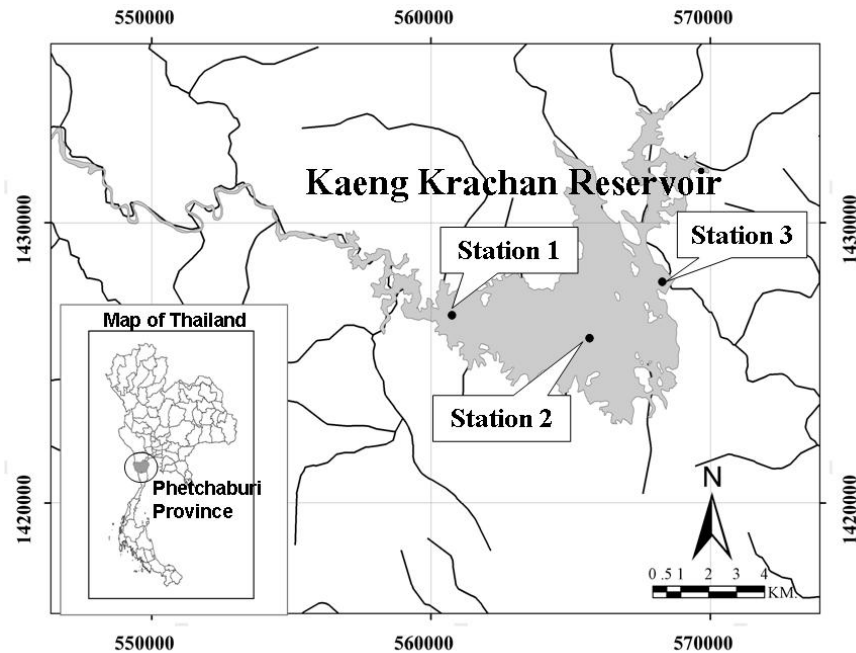 550000 560000 570000
Kaeng Krachan Reservoir
1430000 1430000
Station 1
Station 3
Station 2
Map of Thailand
Phetchaburi
Province
1420000 1420000
N
0 .5 1 2 3 4
KM.
550000 560000 570000